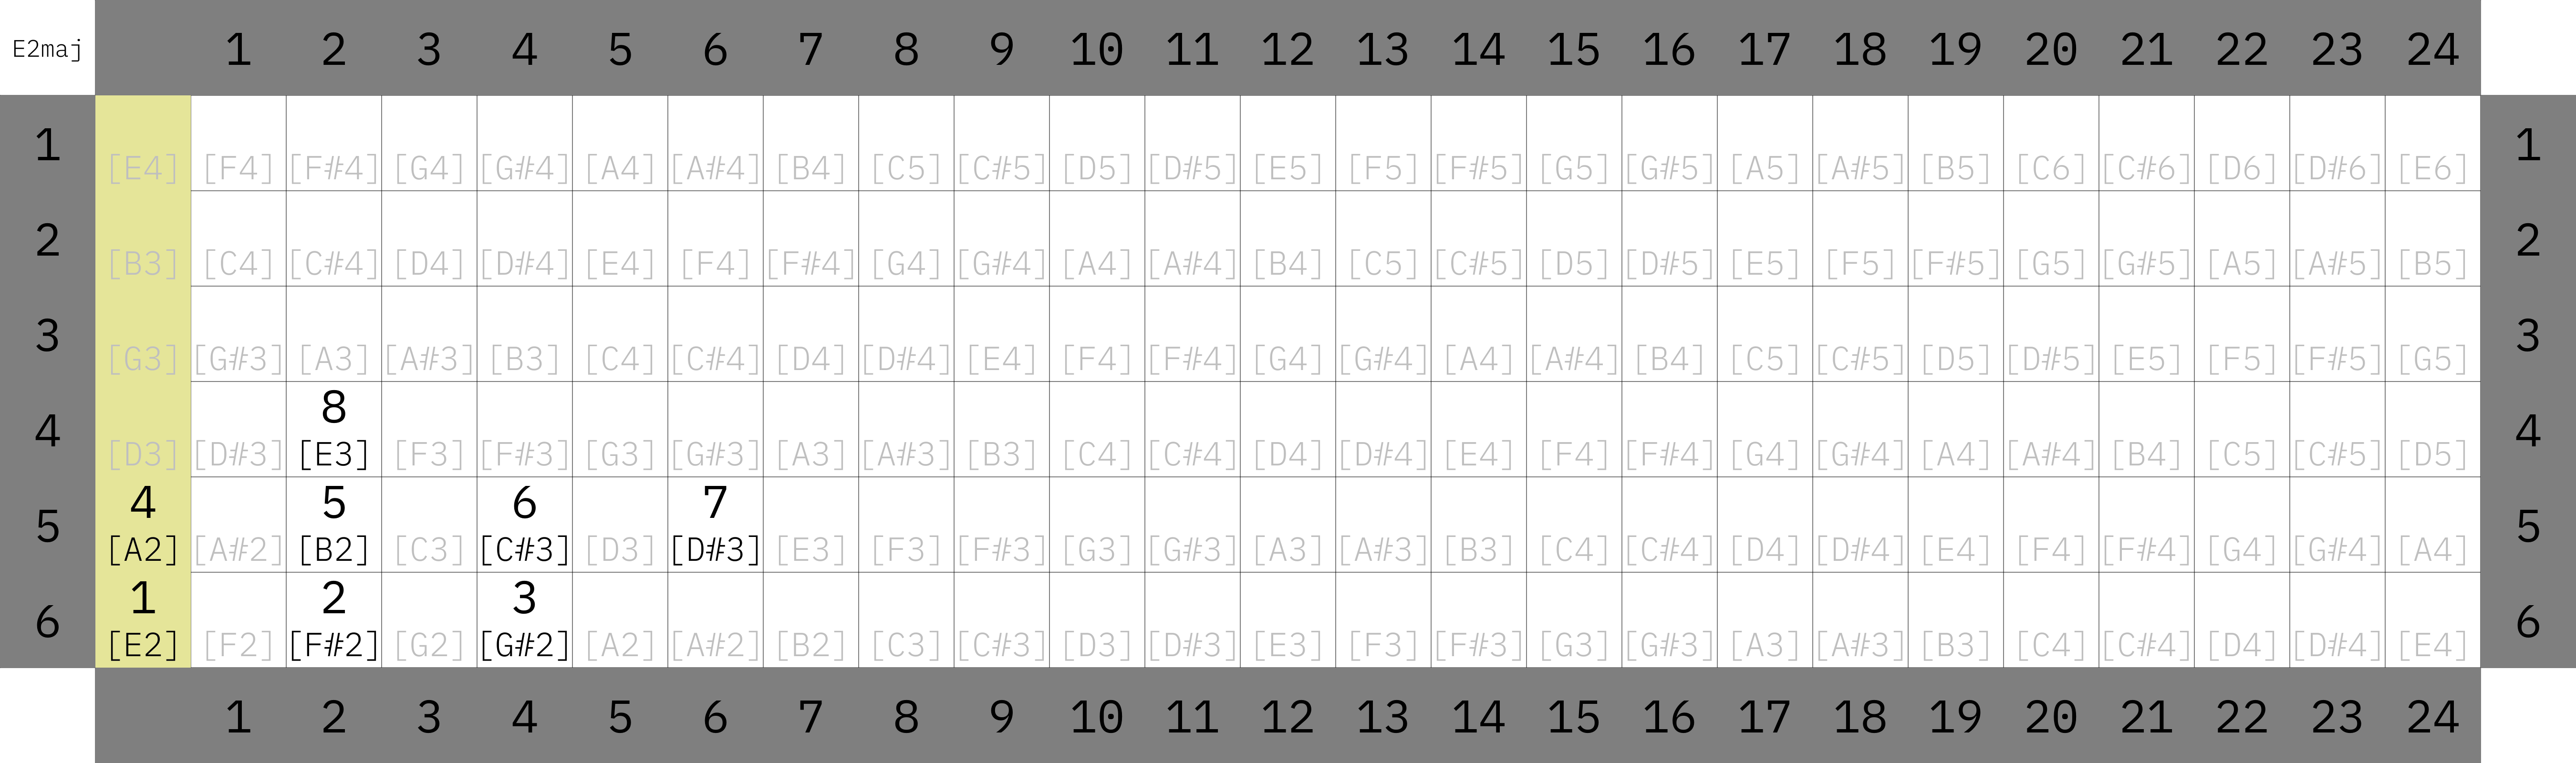 E2maj 1 2 3 4 5 6 7 8 9 10 11 12 13 14 15 16 17 18 19 20 21 22 23 24
1 [E4] [F4] [F#4] [G4] [G#4] [A4] [A#4] [B4] [C5] [C#5] [D5] [D#5] [E5] [F5] [F#5] [G5] [G#5] [A5] [A#5] [B5] [C6] [C#6] [D6] [D#6] [E6] 1
2 [B3] [C4] [C#4] [D4] [D#4] [E4] [F4] [F#4] [G4] [G#4] [A4] [A#4] [B4] [C5] [C#5] [D5] [D#5] [E5] [F5] [F#5] [G5] [G#5] [A5] [A#5] [B5] 2
3 [G3] [G#3] [A3] [A#3] [B3] [C4] [C#4] [D4] [D#4] [E4] [F4] [F#4] [G4] [G#4] [A4] [A#4] [B4] [C5] [C#5] [D5] [D#5] [E5] [F5] [F#5] [G5] 3
8
4 [D3] [D#3] [E3] [F3] [F#3] [G3] [G#3] [A3] [A#3] [B3] [C4] [C#4] [D4] [D#4] [E4] [F4] [F#4] [G4] [G#4] [A4] [A#4] [B4] [C5] [C#5] [D5] 4
4 5 6 7
5 [A2] [A#2] [B2] [C3] [C#3] [D3] [D#3] [E3] [F3] [F#3] [G3] [G#3] [A3] [A#3] [B3] [C4] [C#4] [D4] [D#4] [E4] [F4] [F#4] [G4] [G#4] [A4] 5
1 2 3
6 [E2] [F2] [F#2] [G2] [G#2] [A2] [A#2] [B2] [C3] [C#3] [D3] [D#3] [E3] [F3] [F#3] [G3] [G#3] [A3] [A#3] [B3] [C4] [C#4] [D4] [D#4] [E4] 6
1 2 3 4 5 6 7 8 9 10 11 12 13 14 15 16 17 18 19 20 21 22 23 24